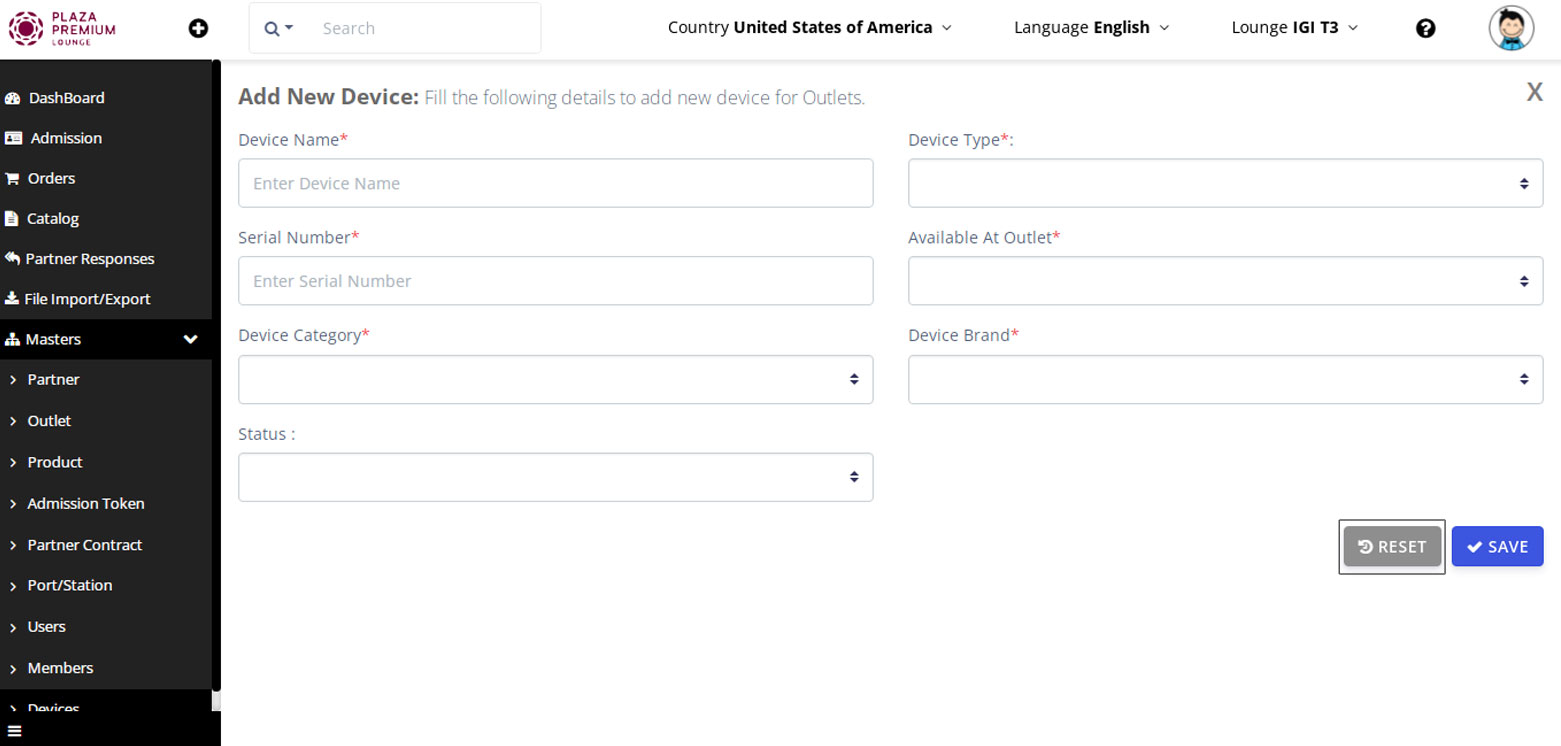 PLAZA
PREMIUM
LOUNGE
Search
Country United States of America
Language English
Lounge IGI T3
DashBoard
Admission
Orders
Catalog
Partner Responses
File Import/Export
Masters
Partner
Outlet
Product
Admission Token
Partner Contract
Port/Station
Users
Members
Devices
Add New Device: Fill the following details to add new device for Outlets.
X
Device Name*
Enter Device Name
Device Type*:
Serial Number*
Enter Serial Number
Available At Outlet*
Device Category*
Device Brand*
Status :
RESET
SAVE